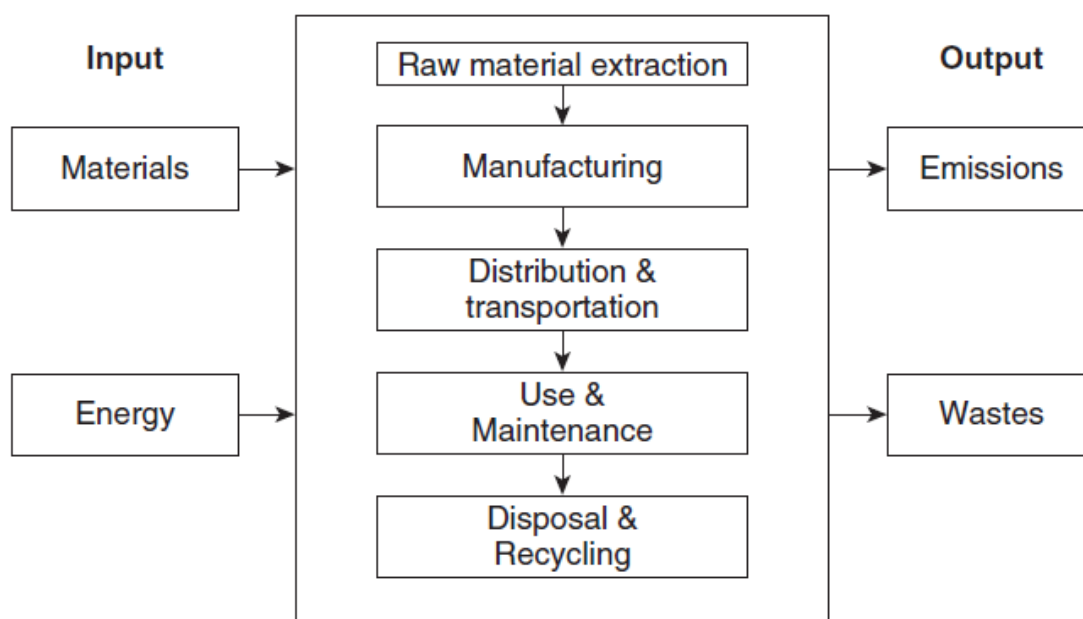 Input
Output
Raw material extraction
Materials
Manufacturing
Emissions
Distribution &
transportation
Energy
Use &
Maintenance
Wastes
Disposal &
Recycling